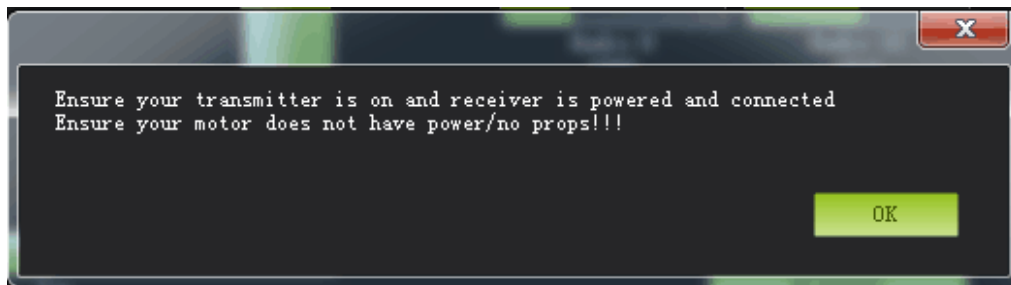 Ensure your transmitter is on and receiver is powered and connected
Ensure your motor does not have power/no props!!!
OK